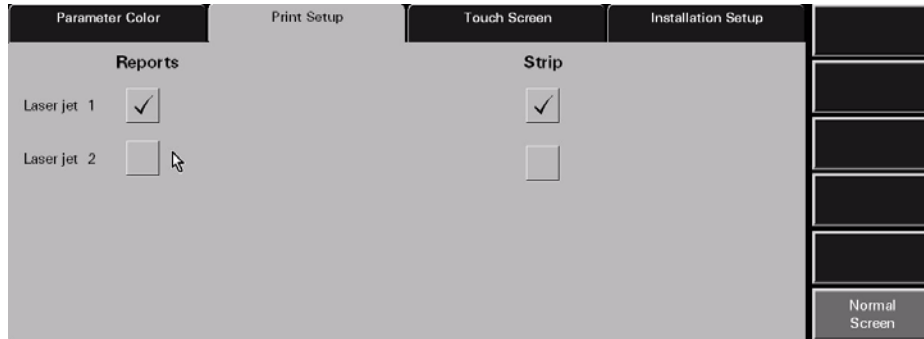 Parameter Color Print Setup Touch Screen Installation Setup
Reports Strip
Laser jet 1
Laser jet 2
Normal
Screen